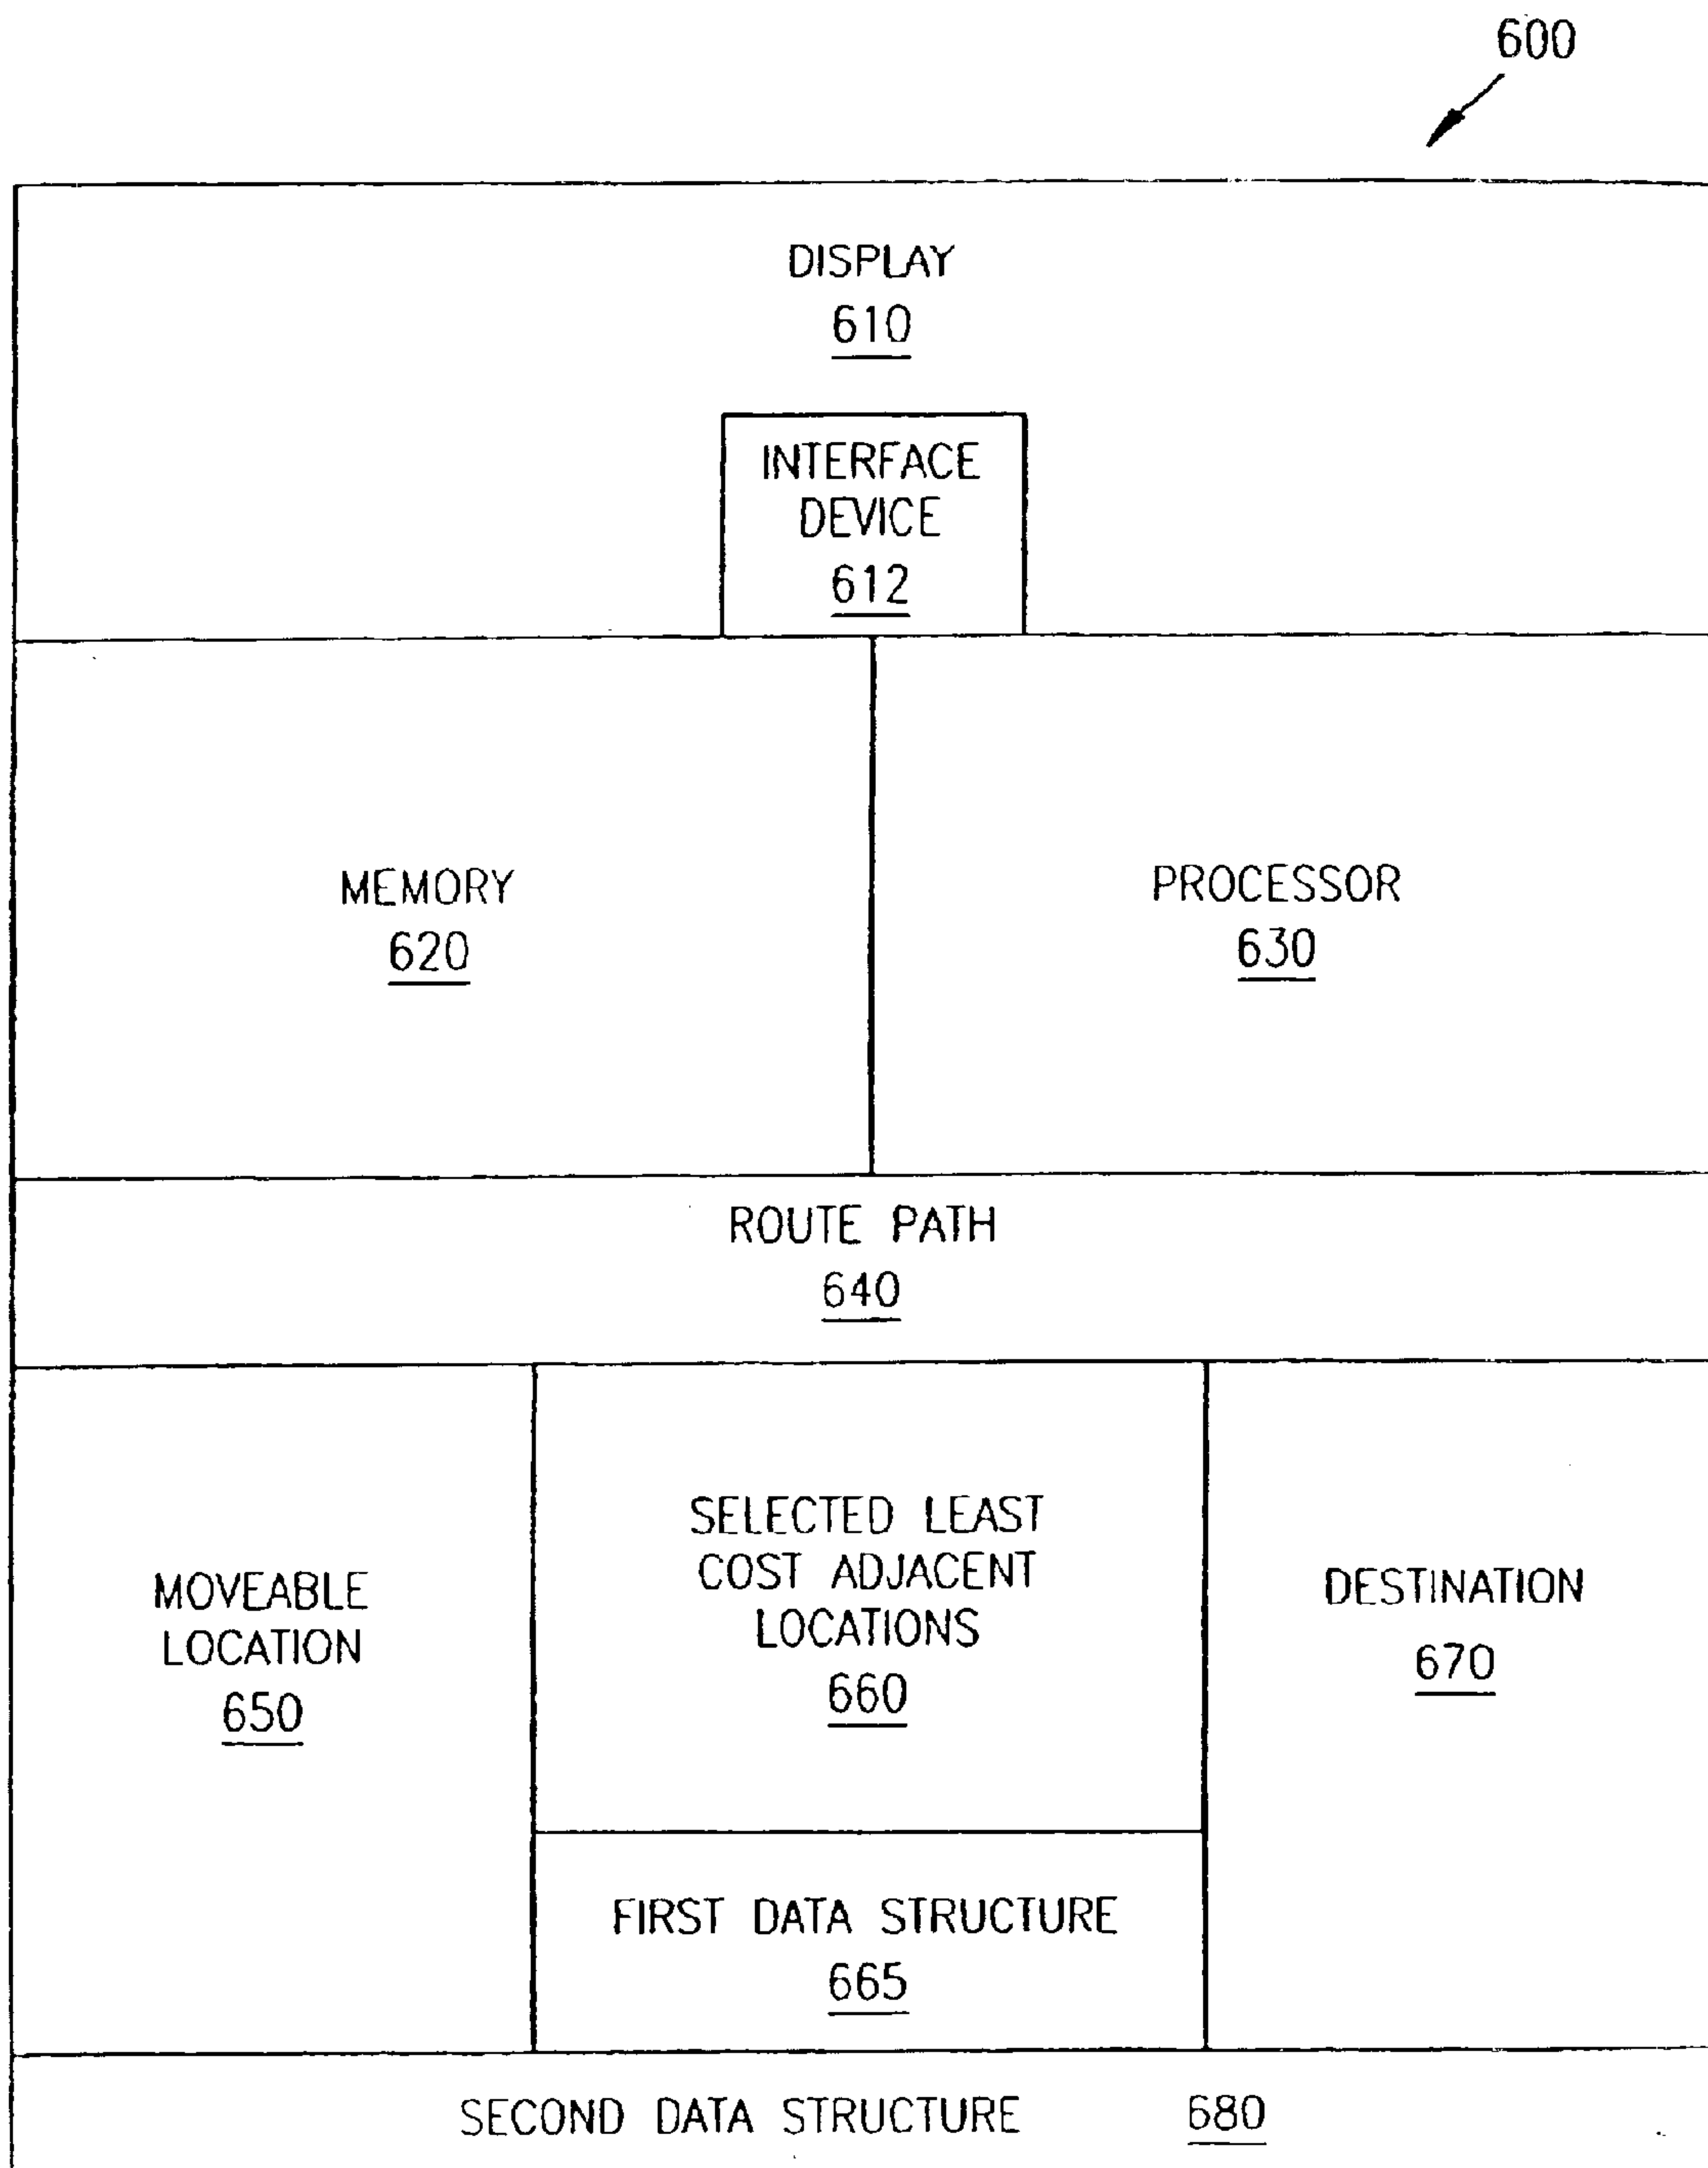 600
DISPLAY
610
INTERFACE
DEVICE
612
MEMORY
620
PROCESSOR
630
ROUTE PATH
640
MOVEABLE
LOCATION
650
SELECTED LEAST
COST ADJACENT
LOCATIONS
660
DESTINATION
670
FIRST DATA STRUCTURE
665
SECOND DATA STRUCTURE 680